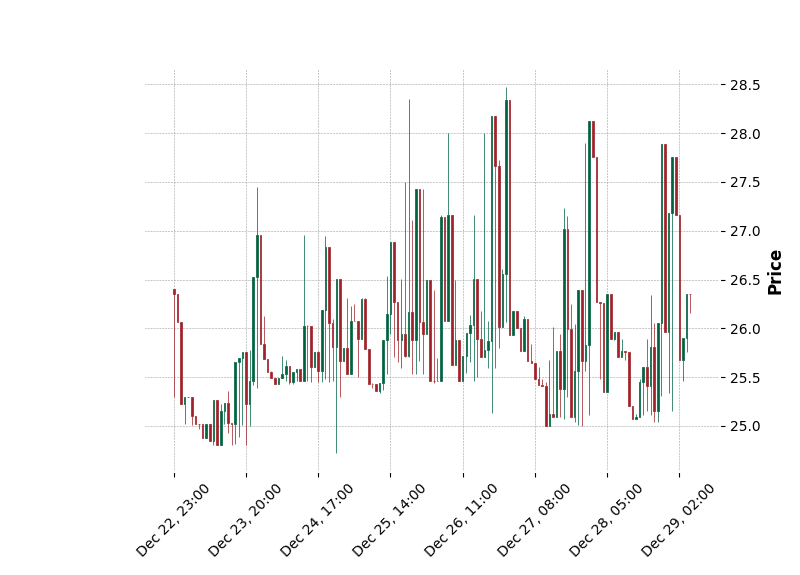 28.5
28.0
27.5
27.0
26.5
26.0
25.5
25.0
Price
Dec 22, 23:00
Dec 23, 20:00
Dec 24, 17:00
Dec 25, 14:00
Dec 26, 11:00
Dec 27, 08:00
Dec 28, 05:00
Dec 29, 02:00